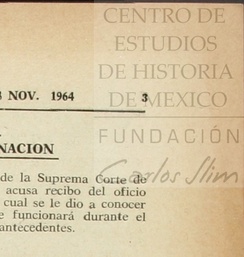 CENTRO DE
ESTUDIOS
DE HISTORIA
DE MEXICO
FUNDACIÓN
Carlos Slim
NOV. 1964 3
NACION
de la Suprema Corte de
acusa recibo del oficio
cual se le dio a conocer
funcionará durante el
antecedentes.